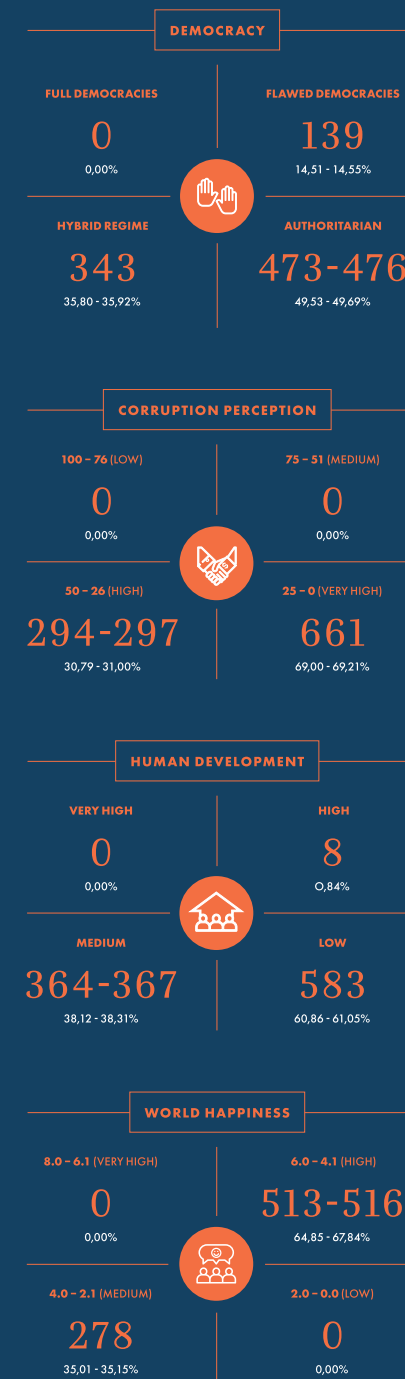 DEMOCRACY
FULL DEMOCRACIES
0
0,00%
FLAWED DEMOCRACIES
139
14,51 - 14,55%
HYBRID REGIME
343
35,80 - 35,92%
AUTHORITARIAN
473-476
49,53 - 49,69%
CORRUPTION PERCEPTION
100 – 76 (LOW)
0
0,00%
75 – 51 (MEDIUM)
0
0,00%
50 – 26 (HIGH)
294-297
30,79 - 31,00%
25 – 0 (VERY HIGH)
661
69,00 - 69,21%
HUMAN DEVELOPMENT
VERY HIGH
0
0,00%
HIGH
8
O,84%
MEDIUM
364-367
38,12 - 38,31%
LOW
583
60,86 - 61,05%
WORLD HAPPINESS
8.0 – 6.1 (VERY HIGH)
0
0,00%
6.0 – 4.1 (HIGH)
513-516
64,85 - 67,84%
4.0 – 2.1 (MEDIUM)
278
35,01 - 35,15%
2.0 – 0.0 (LOW)
0
0,00%